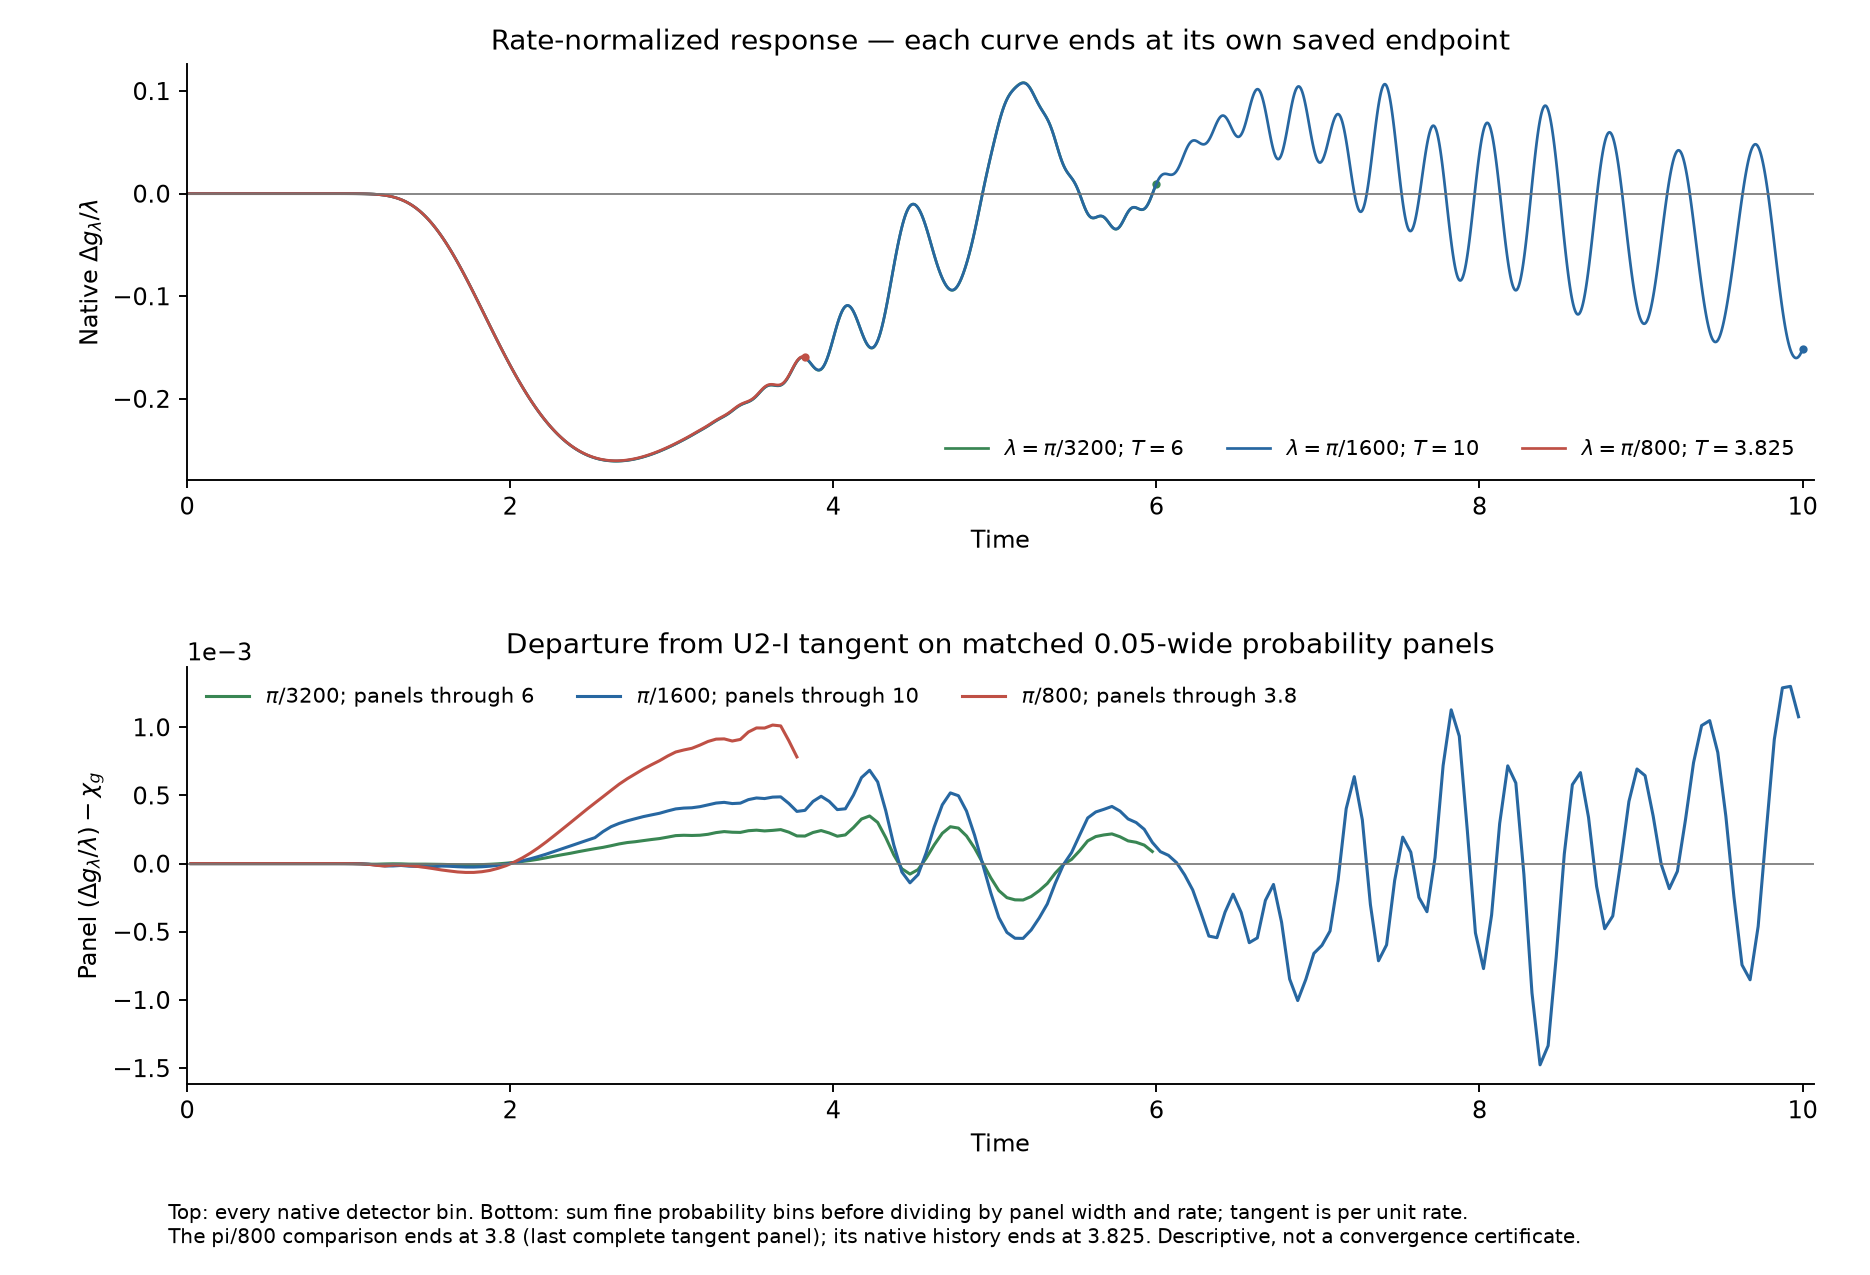 Rate-normalized response — each curve ends at its own saved endpoint
Native Δg_λ/λ
0.1
0.0
−0.1
−0.2
λ = π/3200; T = 6
λ = π/1600; T = 10
λ = π/800; T = 3.825
0
2
4
6
8
10
Time
Departure from U2-I tangent on matched 0.05-wide probability panels
1e−3
π/3200; panels through 6
π/1600; panels through 10
π/800; panels through 3.8
Panel (Δg_λ/λ) − χ_g
1.0
0.5
0.0
−0.5
−1.0
−1.5
0
2
4
6
8
10
Time
Top: every native detector bin. Bottom: sum fine probability bins before dividing by panel width and rate; tangent is per unit rate.
The pi/800 comparison ends at 3.8 (last complete tangent panel); its native history ends at 3.825. Descriptive, not a convergence certificate.